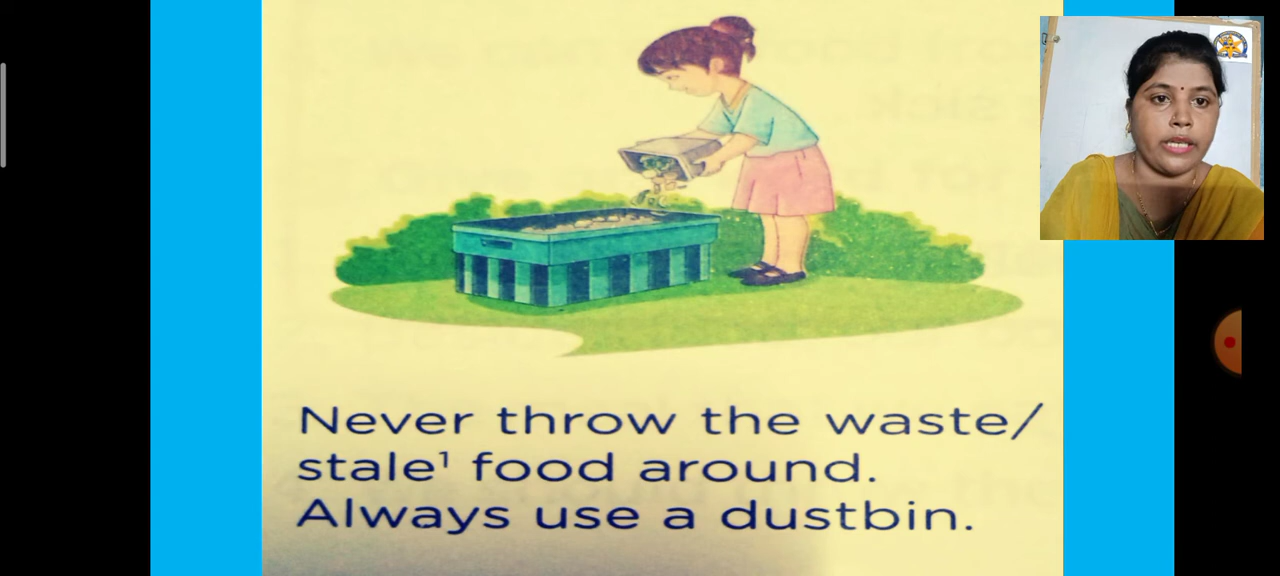 Never throw the waste/
stale¹ food around.
Always use a dustbin.